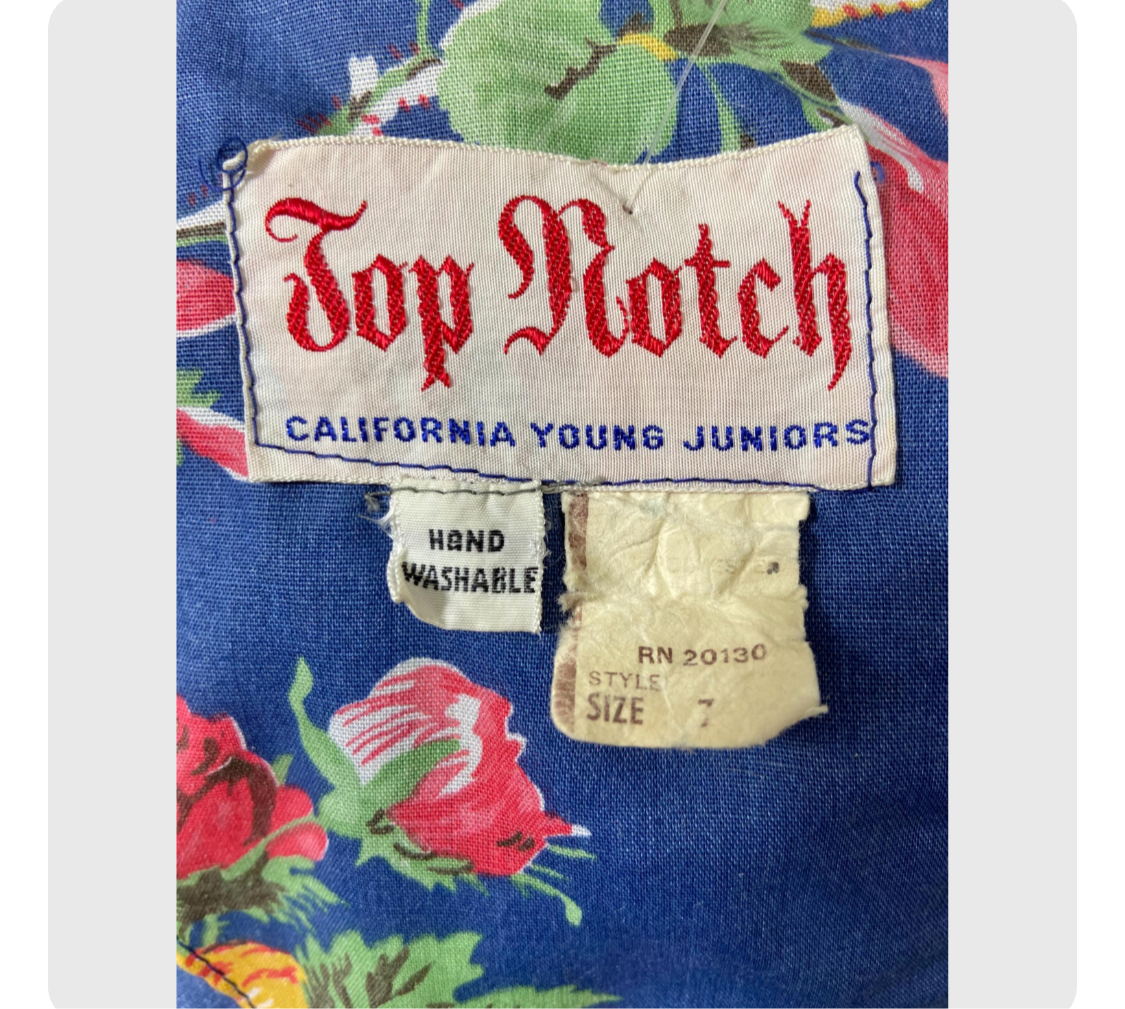 Top Notch
CALIFORNIA YOUNG JUNIORS
HAND
WASHABLE
RN 20130
STYLE
SIZE 7